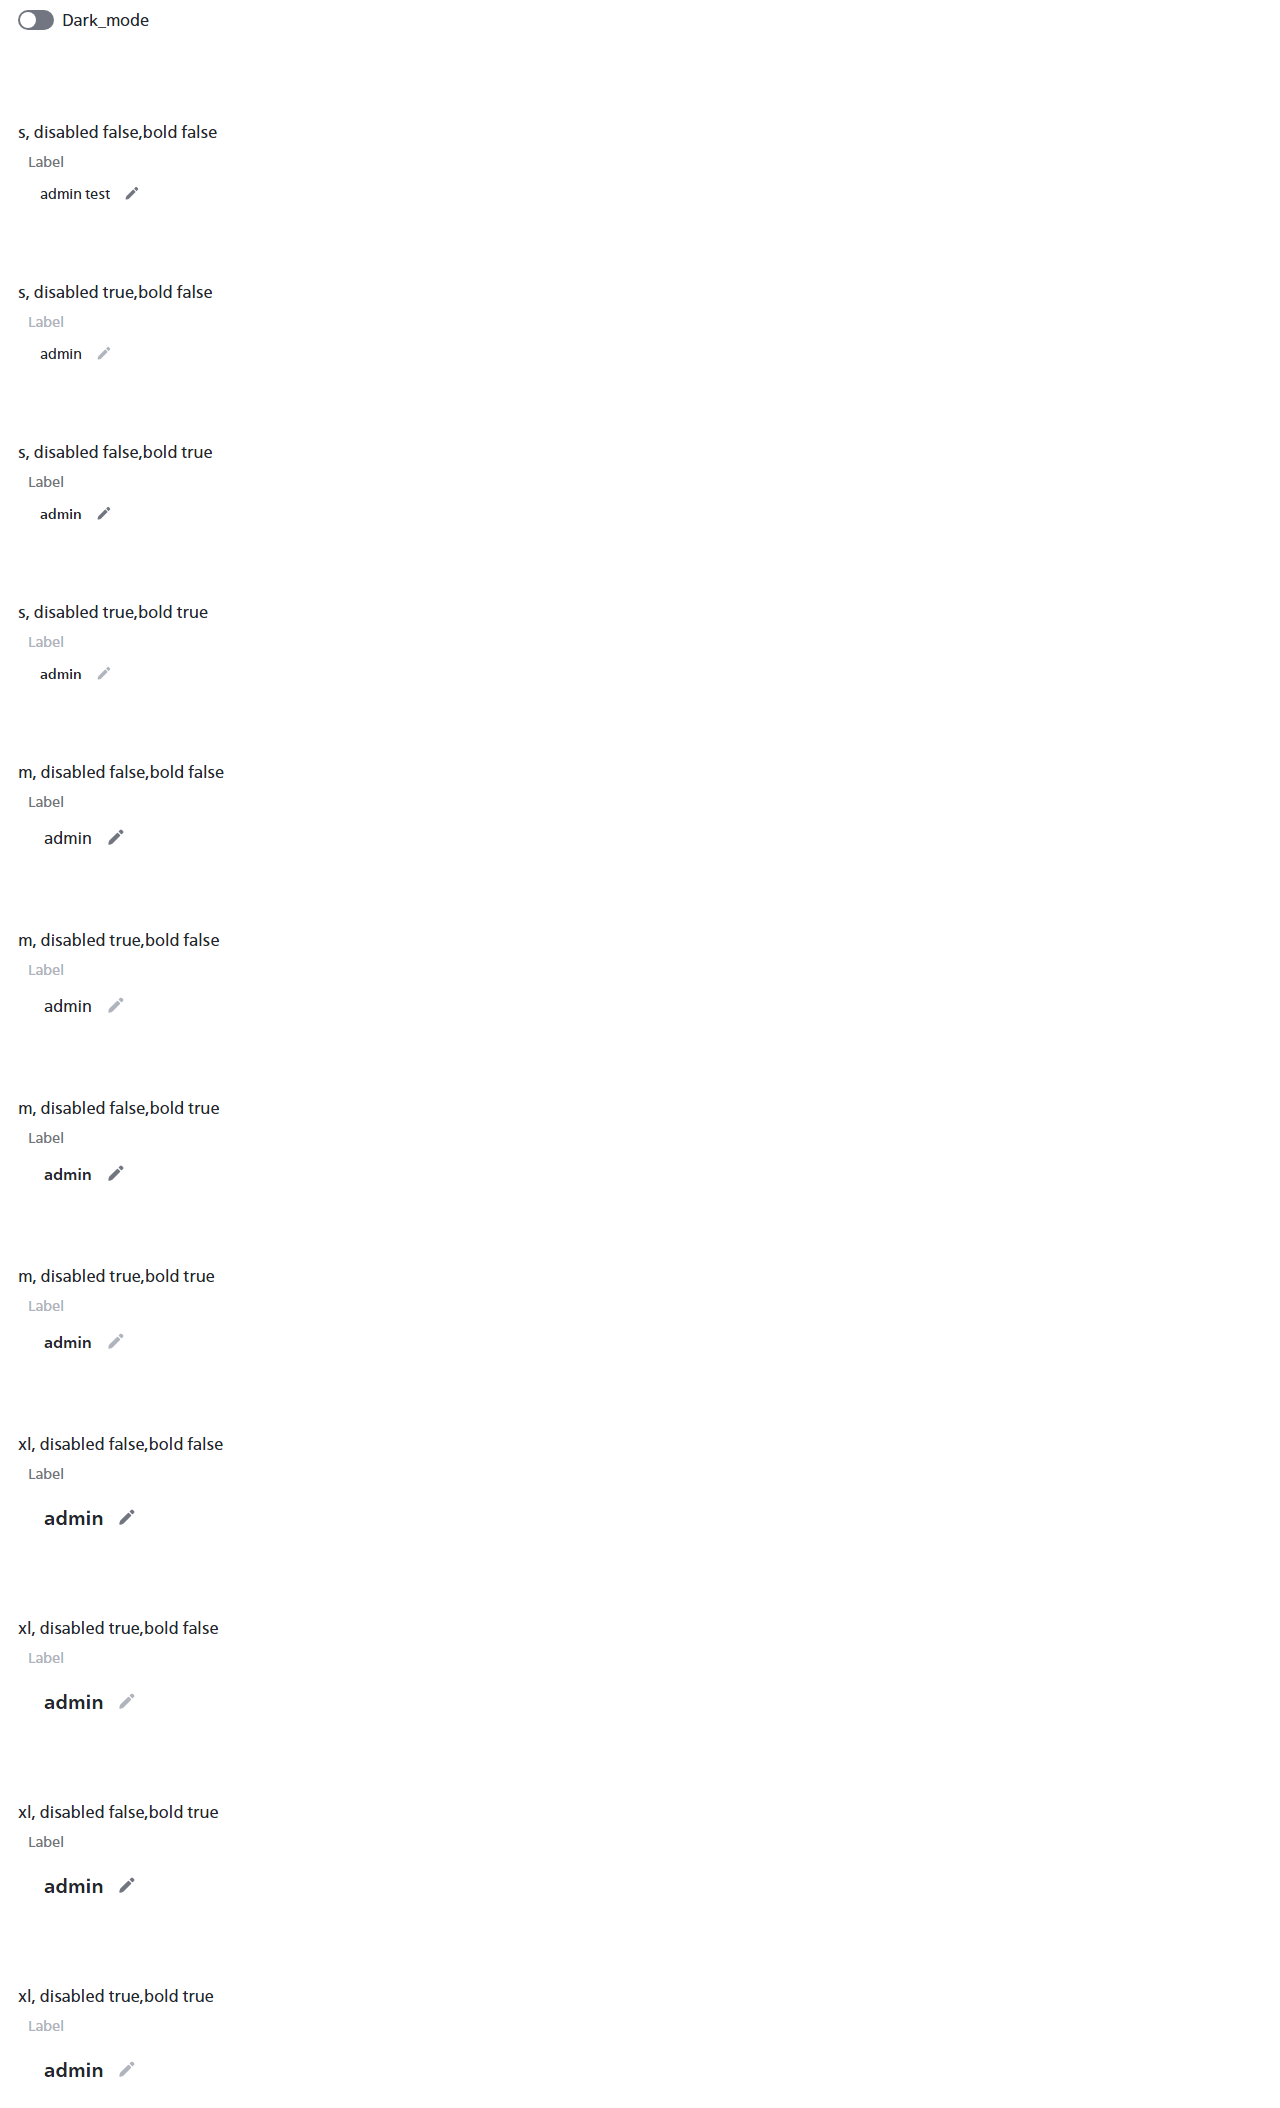 Dark_mode
s, disabled false,bold false
Label
admin test
s, disabled true,bold false
Label
admin
s, disabled false,bold true
Label
admin
s, disabled true,bold true
Label
admin
m, disabled false,bold false
Label
admin
m, disabled true,bold false
Label
admin
m, disabled false,bold true
Label
admin
m, disabled true,bold true
Label
admin
xl, disabled false,bold false
Label
admin
xl, disabled true,bold false
Label
admin
xl, disabled false,bold true
Label
admin
xl, disabled true,bold true
Label
admin